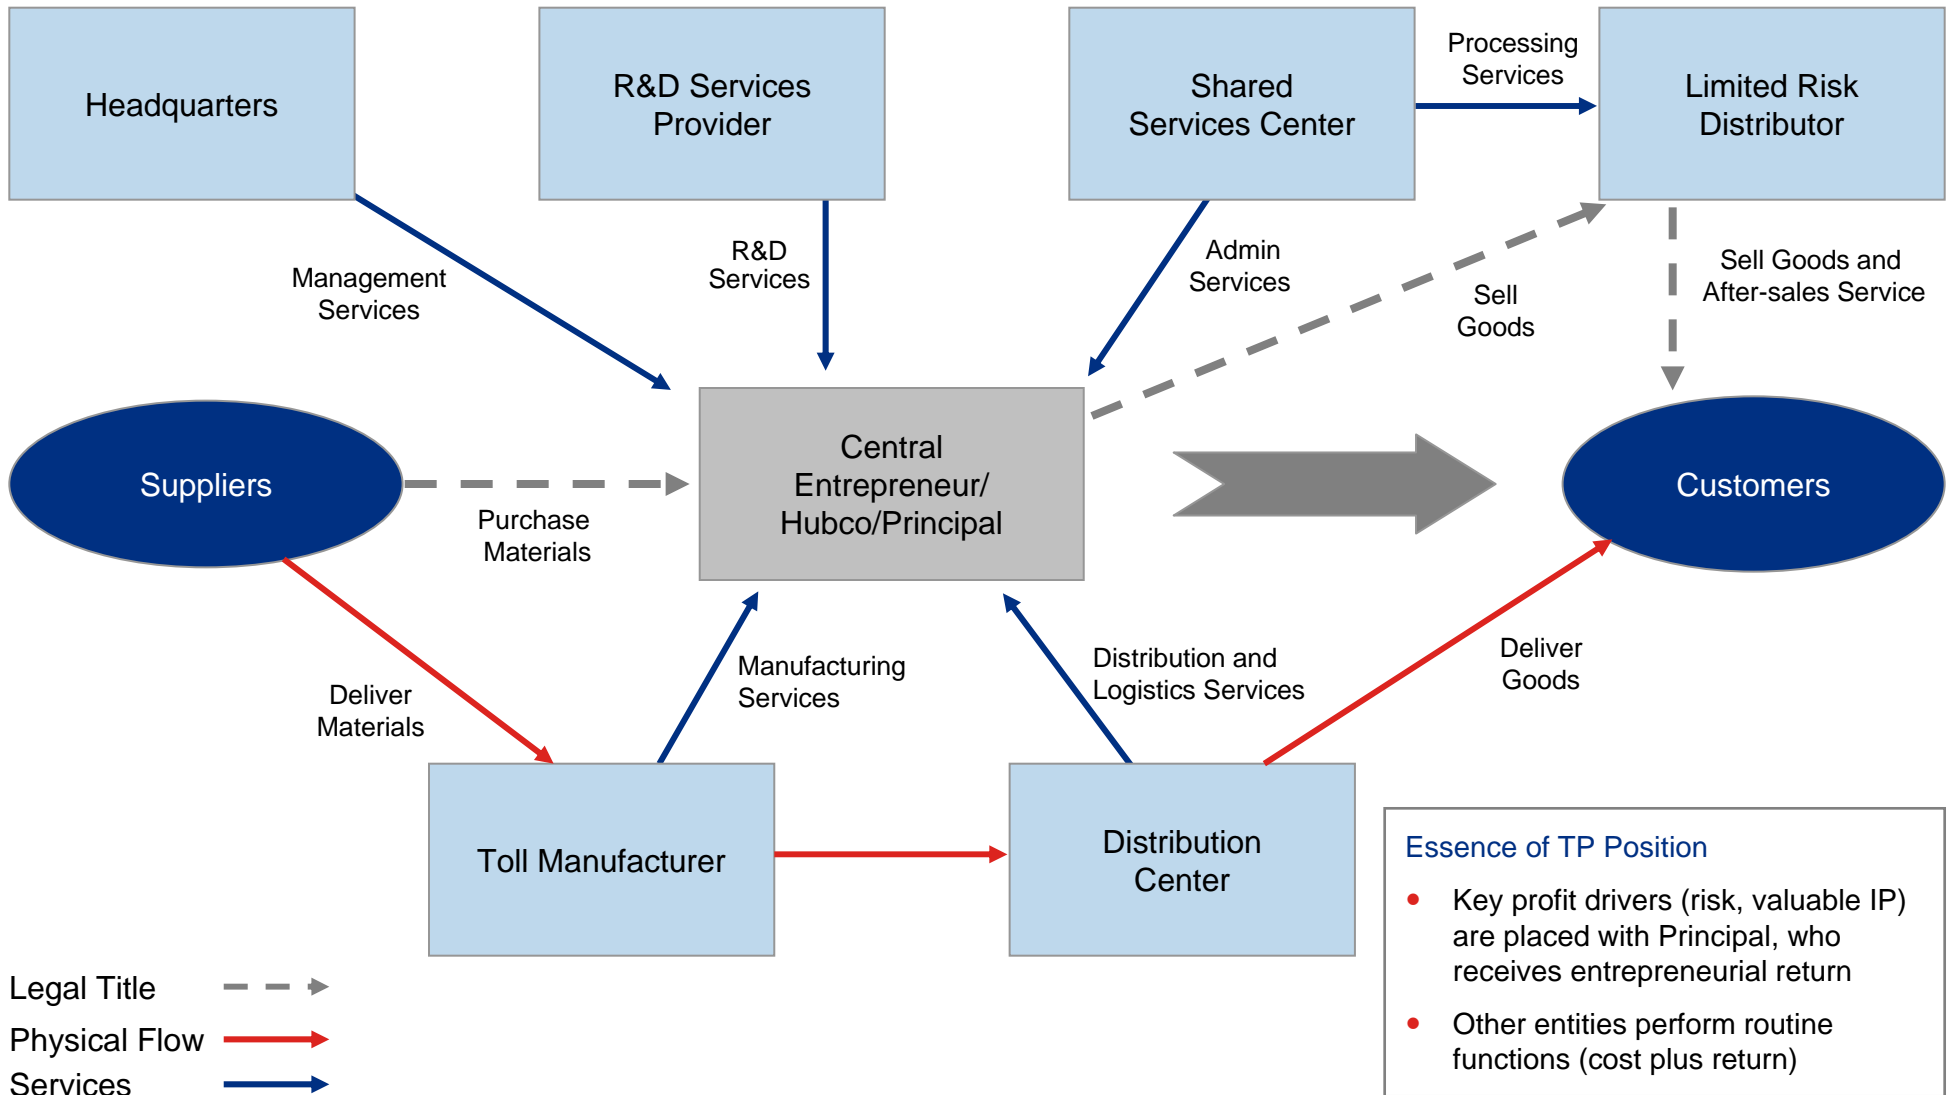 Headquarters
R&D Services
Provider
Shared
Services Center
Processing
Services
Limited Risk
Distributor
Management
Services
R&D
Services
Admin
Services
Sell
Goods
Sell Goods and
After-sales Service
Suppliers
Purchase
Materials
Central
Entrepreneur/
Hubco/Principal
Customers
Deliver
Materials
Manufacturing
Services
Distribution and
Logistics Services
Deliver
Goods
Toll Manufacturer
Distribution
Center
Essence of TP Position
• Key profit drivers (risk, valuable IP)
are placed with Principal, who
receives entrepreneurial return
• Other entities perform routine
functions (cost plus return)
Legal Title
Physical Flow
Services